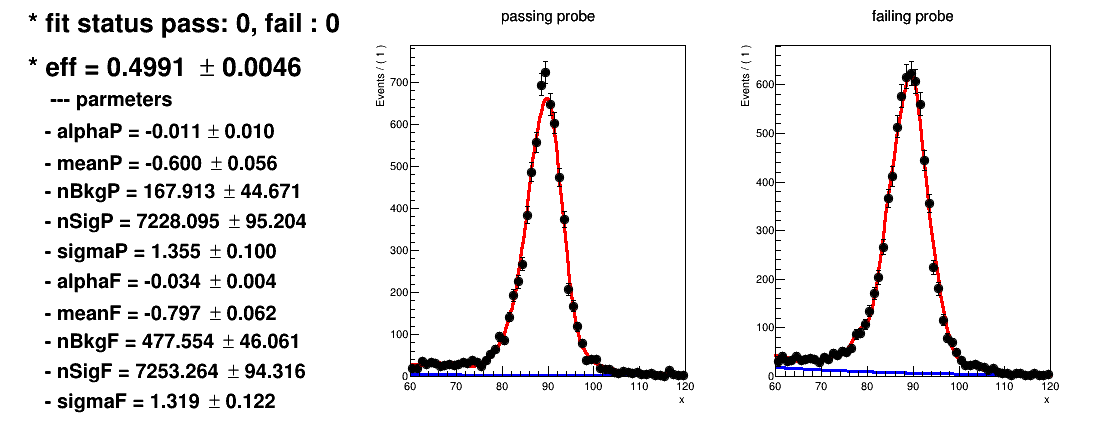 * fit status pass: 0, fail : 0
* eff = 0.4991 ± 0.0046
--- parmeters
- alphaP = -0.011 ± 0.010
- meanP = -0.600 ± 0.056
- nBkgP = 167.913 ± 44.671
- nSigP = 7228.095 ± 95.204
- sigmaP = 1.355 ± 0.100
- alphaF = -0.034 ± 0.004
- meanF = -0.797 ± 0.062
- nBkgF = 477.554 ± 46.061
- nSigF = 7253.264 ± 94.316
- sigmaF = 1.319 ± 0.122
passing probe
Events / ( 1 )
700
600
500
400
300
200
100
0
60 70 80 90 100 110 120
x
failing probe
Events / ( 1 )
600
500
400
300
200
100
0
60 70 80 90 100 110 120
x